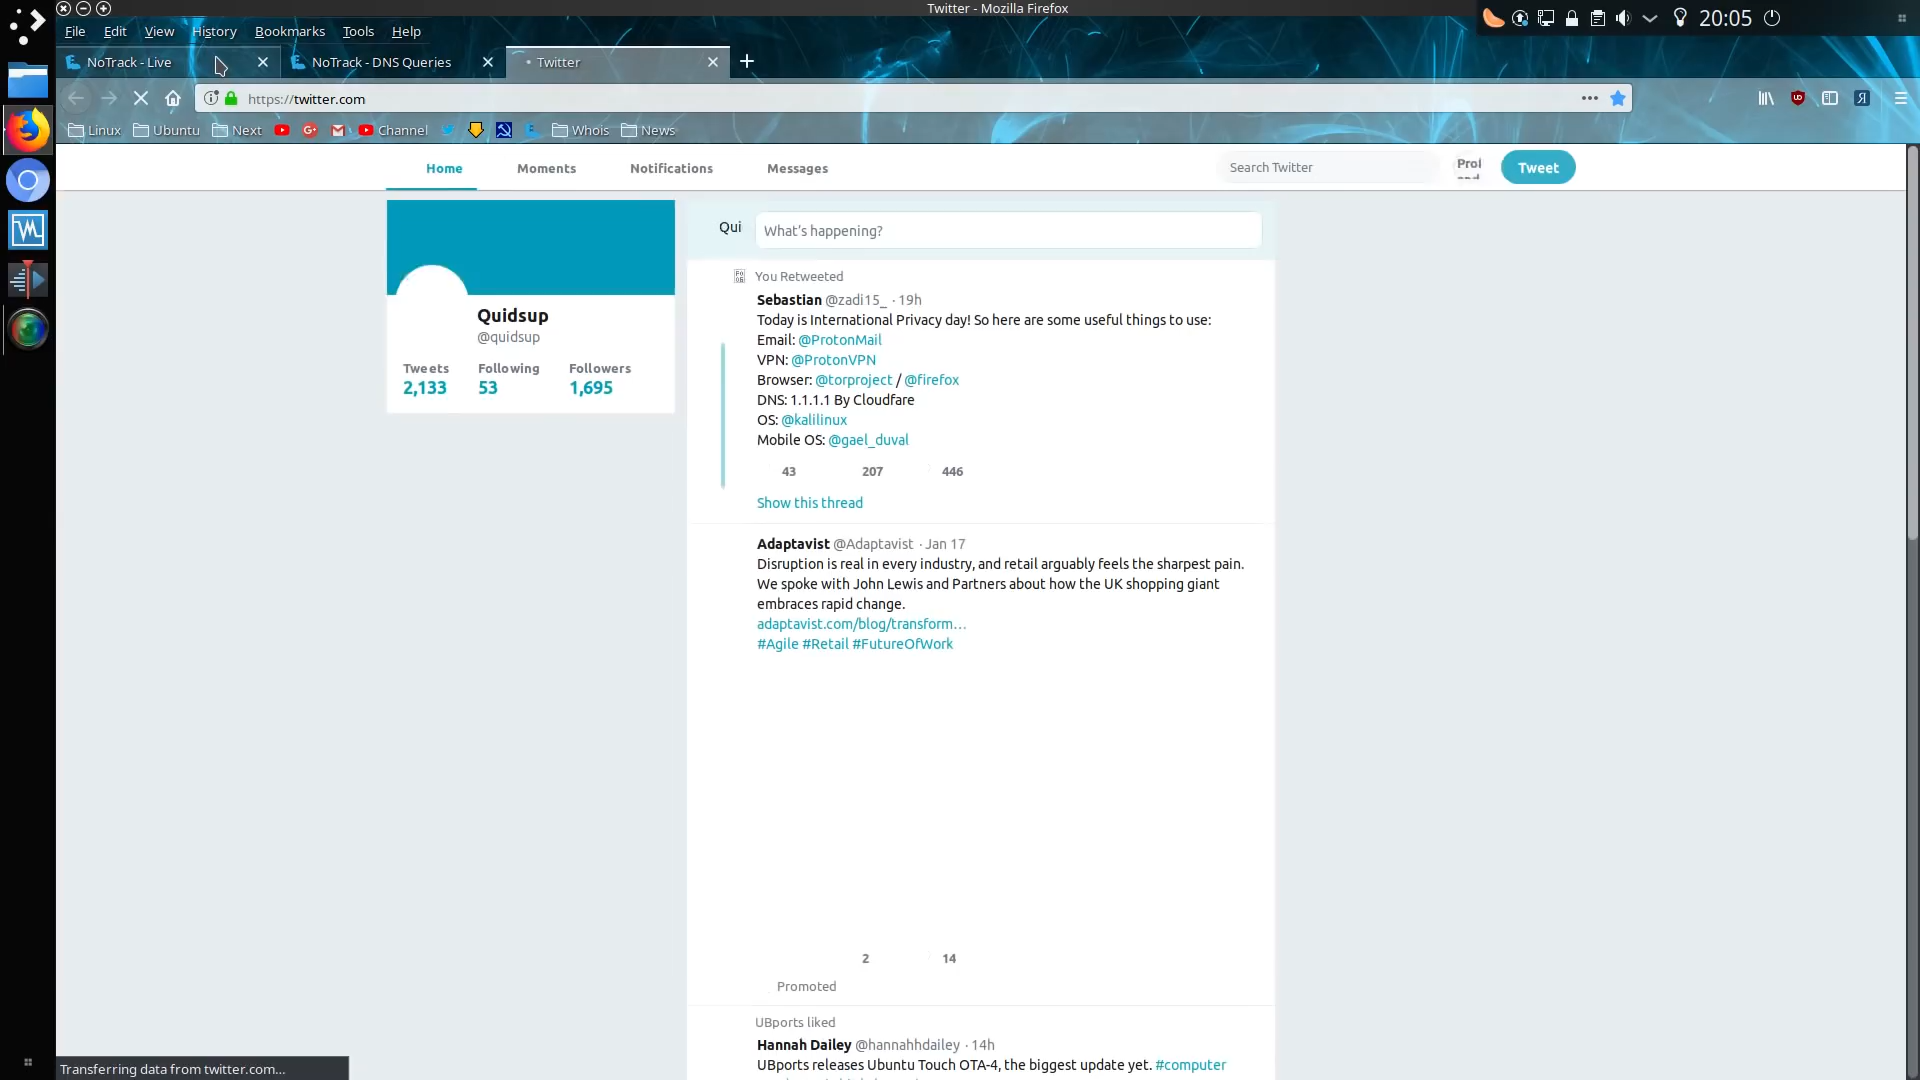 Twitter - Mozilla Firefox
20:05
File Edit View History Bookmarks Tools Help
NoTrack - Live
NoTrack - DNS Queries
Twitter
https://twitter.com
Linux Ubuntu Next Channel Whois News
Home Moments Notifications Messages
Search Twitter
Tweet
Qui
What's happening?
Quidsup
@quidsup
Tweets Following Followers
2,133 53 1,695
You Retweeted
Sebastian @zadi15_ · 19h
Today is International Privacy day! So here are some useful things to use:
Email: @ProtonMail
VPN: @ProtonVPN
Browser: @torproject / @firefox
DNS: 1.1.1.1 By Cloudfare
OS: @kalilinux
Mobile OS: @gael_duval
43 207 446
Show this thread
Adaptavist @Adaptavist · Jan 17
Disruption is real in every industry, and retail arguably feels the sharpest pain.
We spoke with John Lewis and Partners about how the UK shopping giant
embraces rapid change.
adaptavist.com/blog/transform…
#Agile #Retail #FutureOfWork
2 14
Promoted
UBports liked
Hannah Dailey @hannahhdailey · 14h
UBports releases Ubuntu Touch OTA-4, the biggest update yet. #computer
Transferring data from twitter.com...